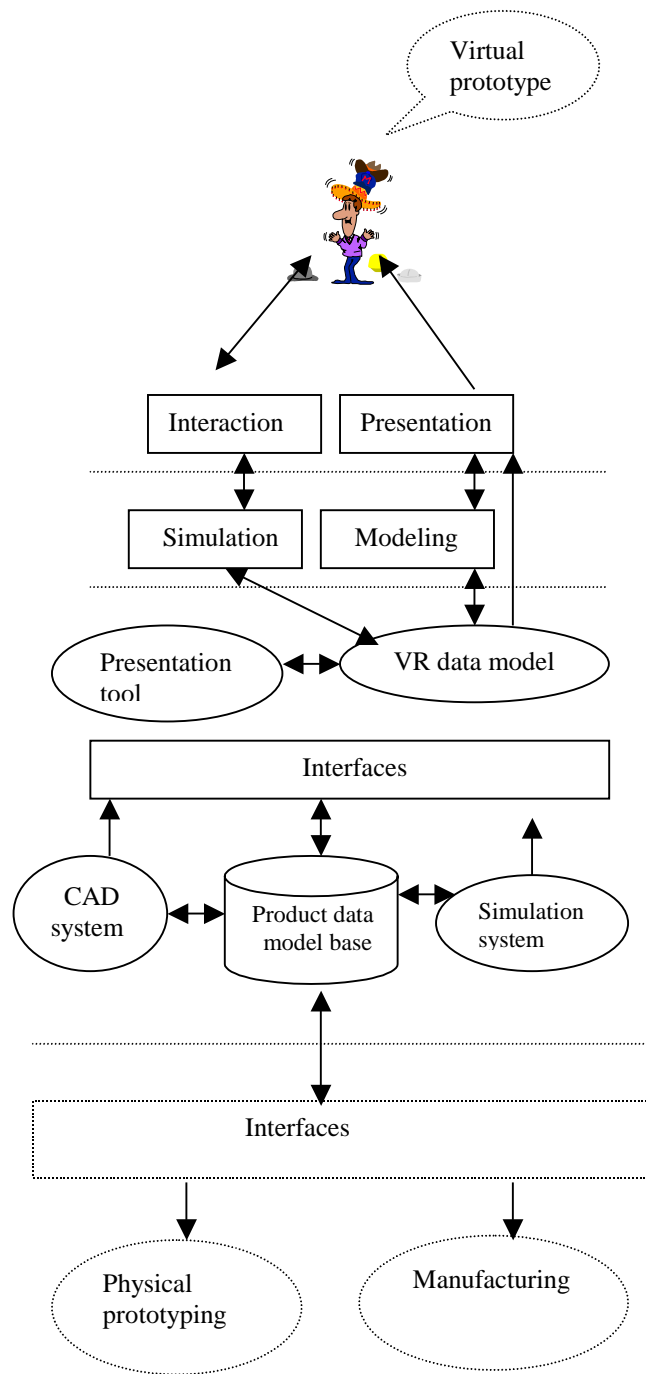 Virtual
prototype
M
Interaction
Presentation
Simulation
Modeling
Presentation
tool
VR data model
Interfaces
CAD
system
Product data
model base
Simulation
system
Interfaces
Physical
prototyping
Manufacturing